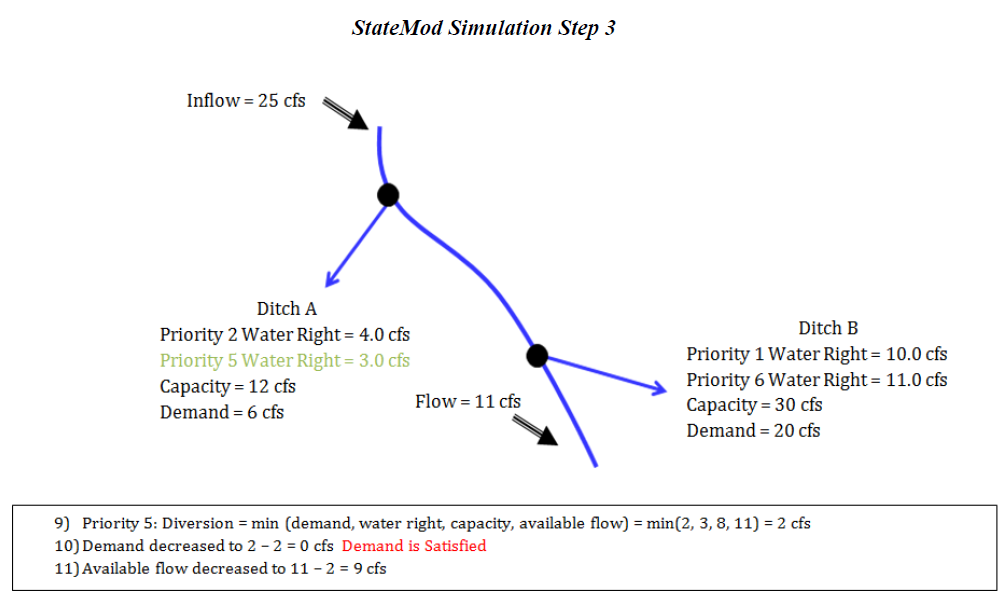 StateMod Simulation Step 3
Inflow = 25 cfs
Ditch A
Priority 2 Water Right = 4.0 cfs
Priority 5 Water Right = 3.0 cfs
Capacity = 12 cfs
Demand = 6 cfs
Flow = 11 cfs
Ditch B
Priority 1 Water Right = 10.0 cfs
Priority 6 Water Right = 11.0 cfs
Capacity = 30 cfs
Demand = 20 cfs
9) Priority 5: Diversion = min (demand, water right, capacity, available flow) = min(2, 3, 8, 11) = 2 cfs
10) Demand decreased to 2 – 2 = 0 cfs Demand is Satisfied
11) Available flow decreased to 11 – 2 = 9 cfs